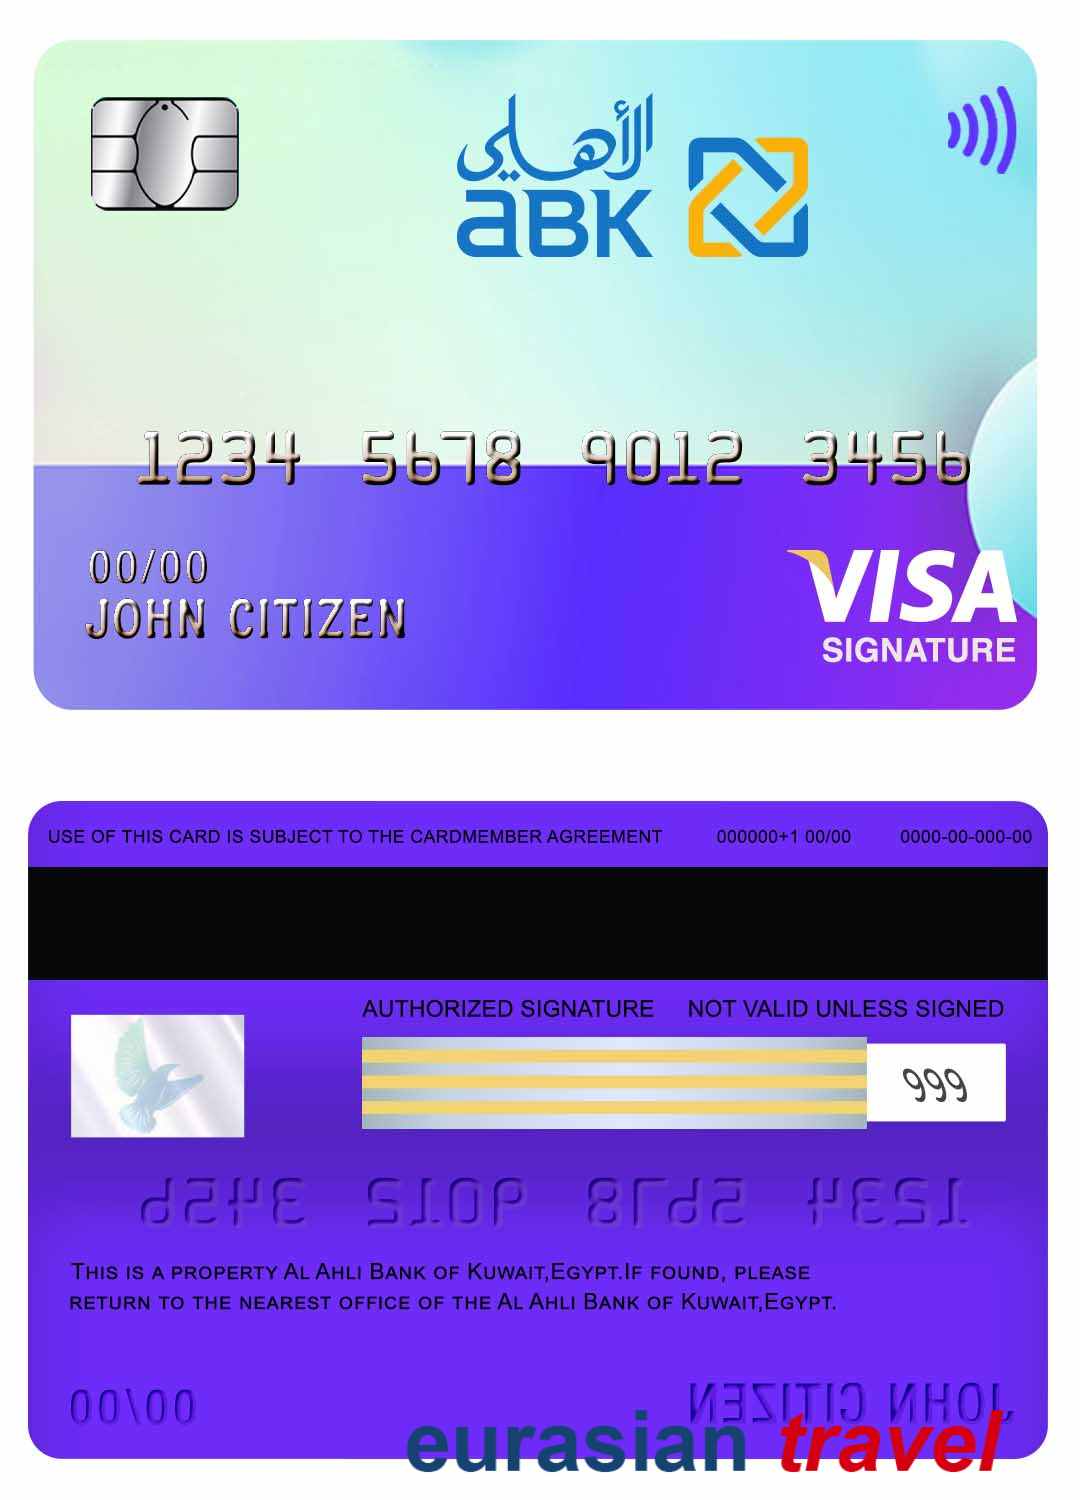 الأهلي
ABK
1234 5678 9012 3456
00/00
JOHN CITIZEN
VISA
SIGNATURE
USE OF THIS CARD IS SUBJECT TO THE CARDMEMBER AGREEMENT 000000+1 00/00 0000-00-000-00
AUTHORIZED SIGNATURE NOT VALID UNLESS SIGNED
999
1234 5678 9012 3456
THIS IS A PROPERTY AL AHLI BANK OF KUWAIT,EGYPT.IF FOUND, PLEASE
RETURN TO THE NEAREST OFFICE OF THE AL AHLI BANK OF KUWAIT,EGYPT.
00/00 JOHN CITIZEN
eurasian travel